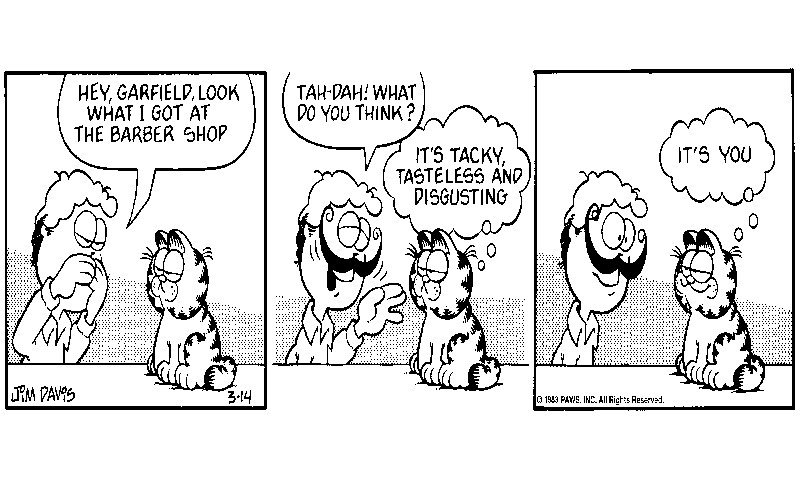 HEY, GARFIELD, LOOK
WHAT I GOT AT
THE BARBER SHOP
JIM DAVIS
3-14
TAH-DAH! WHAT
DO YOU THINK?
IT'S TACKY,
TASTELESS AND
DISGUSTING
IT'S YOU
© 1983 PAWS, INC. All Rights Reserved.